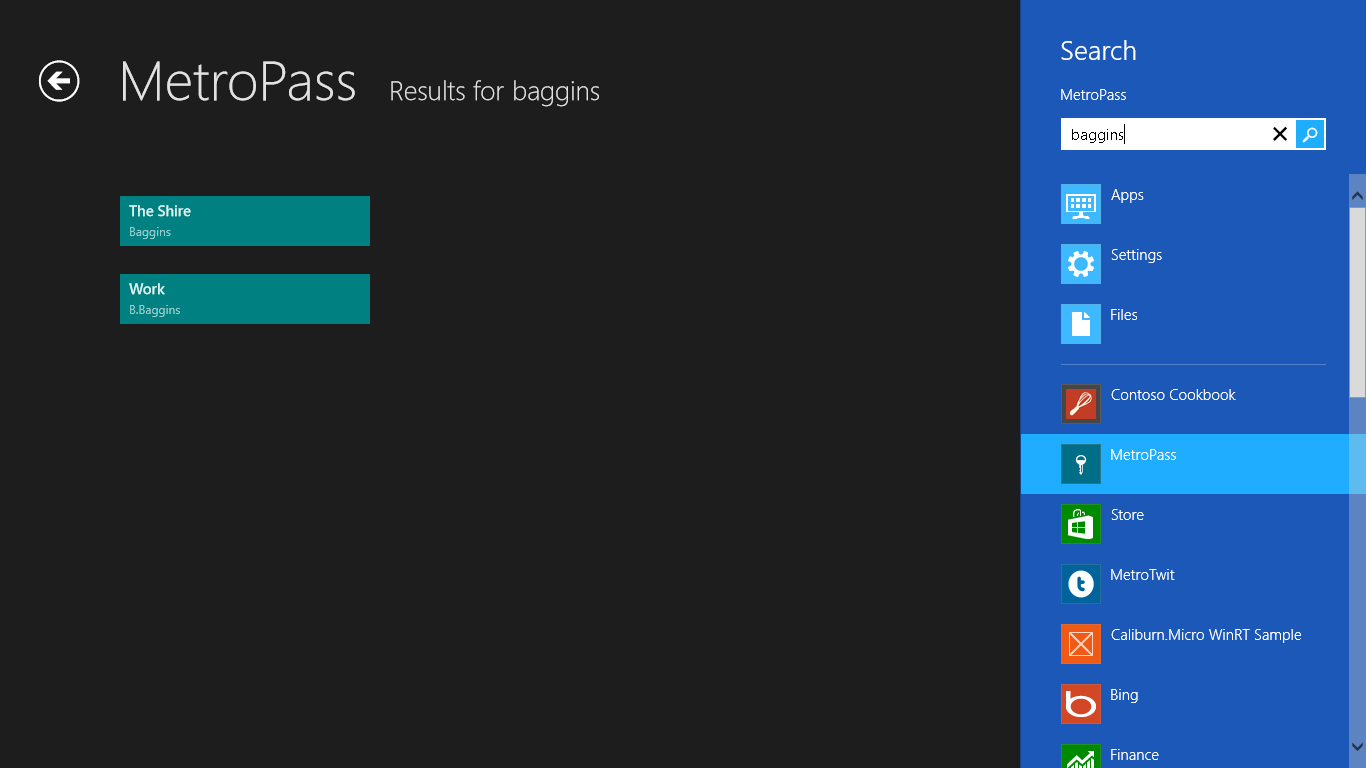 MetroPass Results for baggins
The Shire
Baggins
Work
B.Baggins
Search
MetroPass
baggins
Apps
Settings
Files
Contoso Cookbook
MetroPass
Store
MetroTwit
Caliburn.Micro WinRT Sample
Bing
Finance